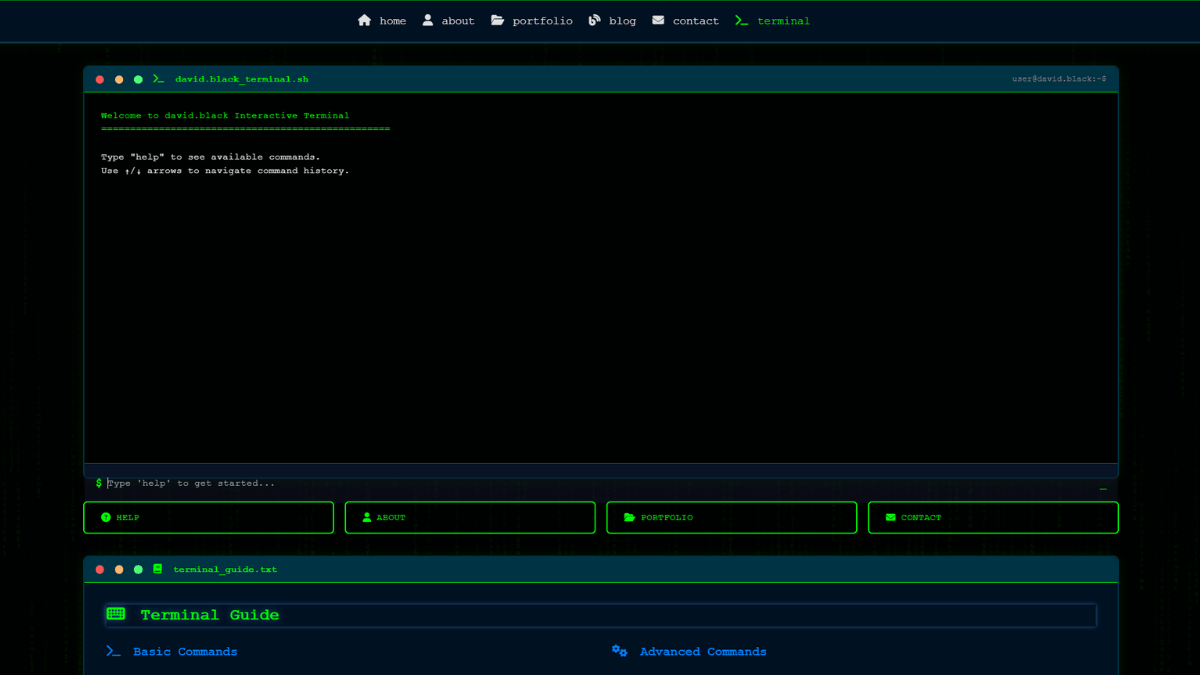 home about portfolio blog contact >_ terminal
>_ david.black_terminal.sh user@david.black:~$
Welcome to david.black Interactive Terminal
==================================================
Type "help" to see available commands.
Use ↑/↓ arrows to navigate command history.
$ Type 'help' to get started... _
HELP ABOUT PORTFOLIO CONTACT
terminal_guide.txt
Terminal Guide
>_ Basic Commands Advanced Commands